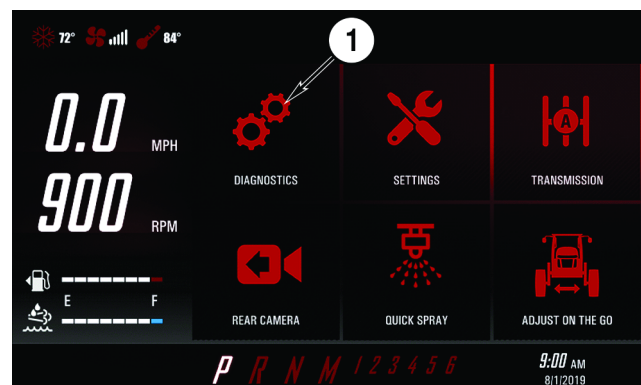 72° 84°
1
0.0 MPH
900 RPM
E F
DIAGNOSTICS
SETTINGS
TRANSMISSION
A
REAR CAMERA
QUICK SPRAY
ADJUST ON THE GO
P R N M 1 2 3 4 5 6
9:00 AM
8/1/2019